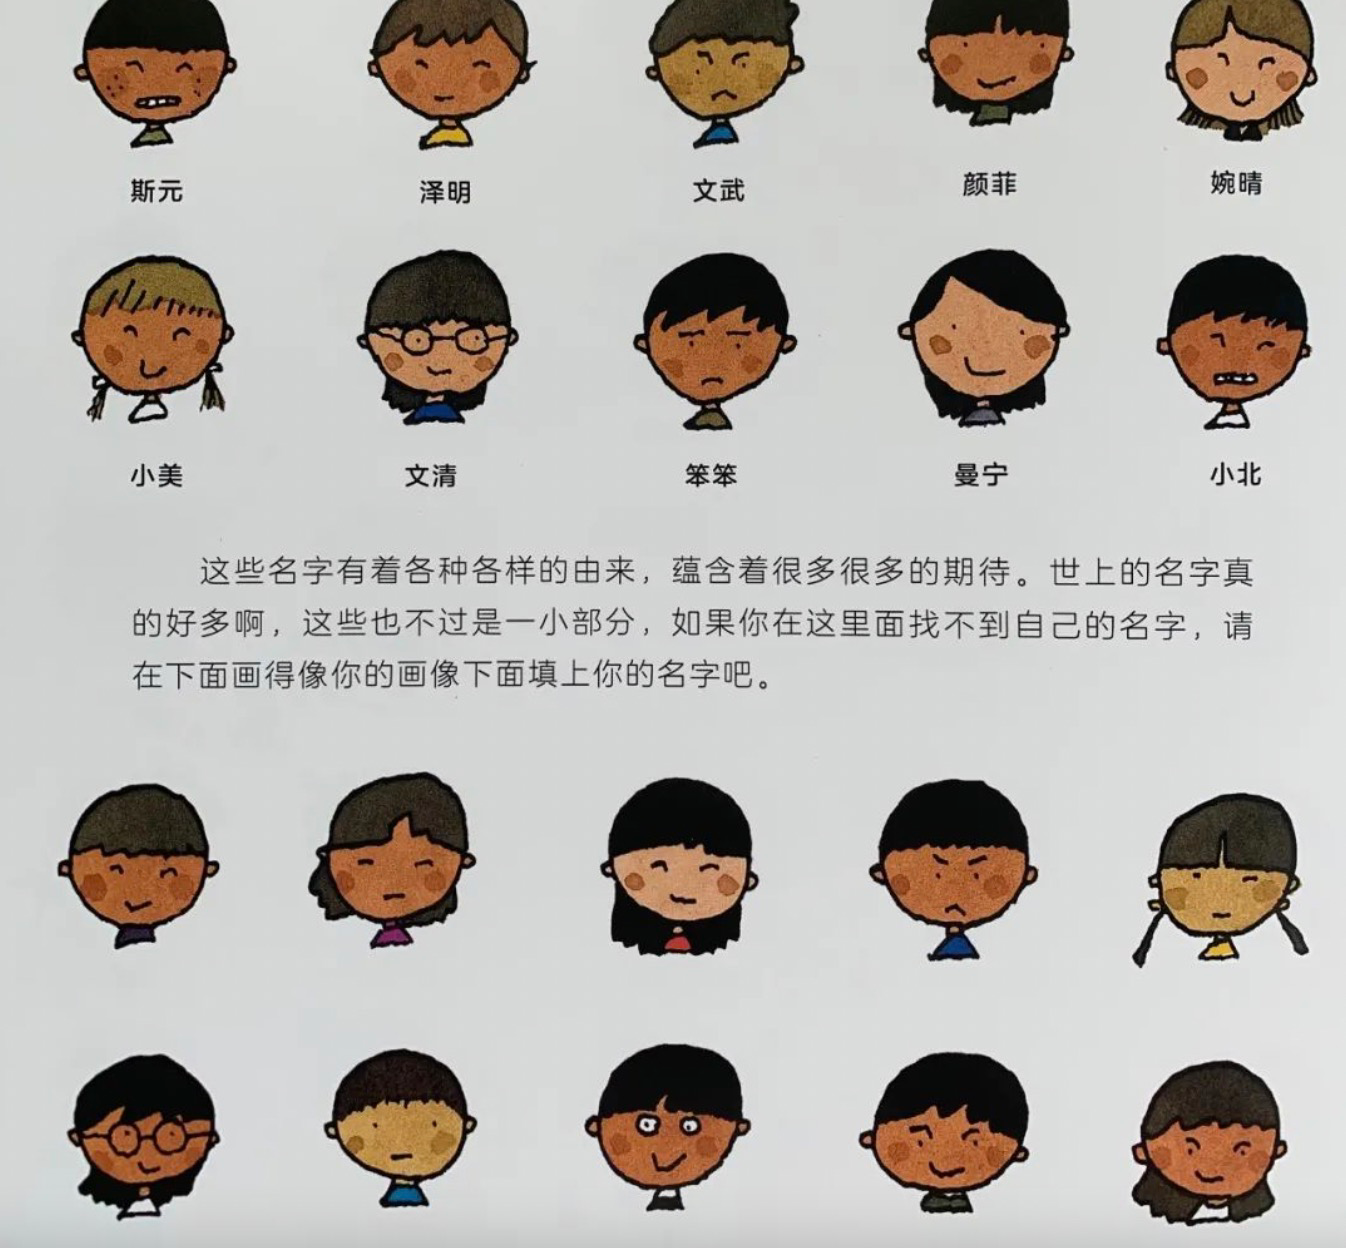 斯元 泽明 文武 颜菲 婉晴
小美 文清 笨笨 曼宁 小北
这些名字有着各种各样的由来，蕴含着很多很多的期待。世上的名字真
的好多啊，这些也不过是一小部分，如果你在这里面找不到自己的名字，请
在下面画得像你的画像下面填上你的名字吧。